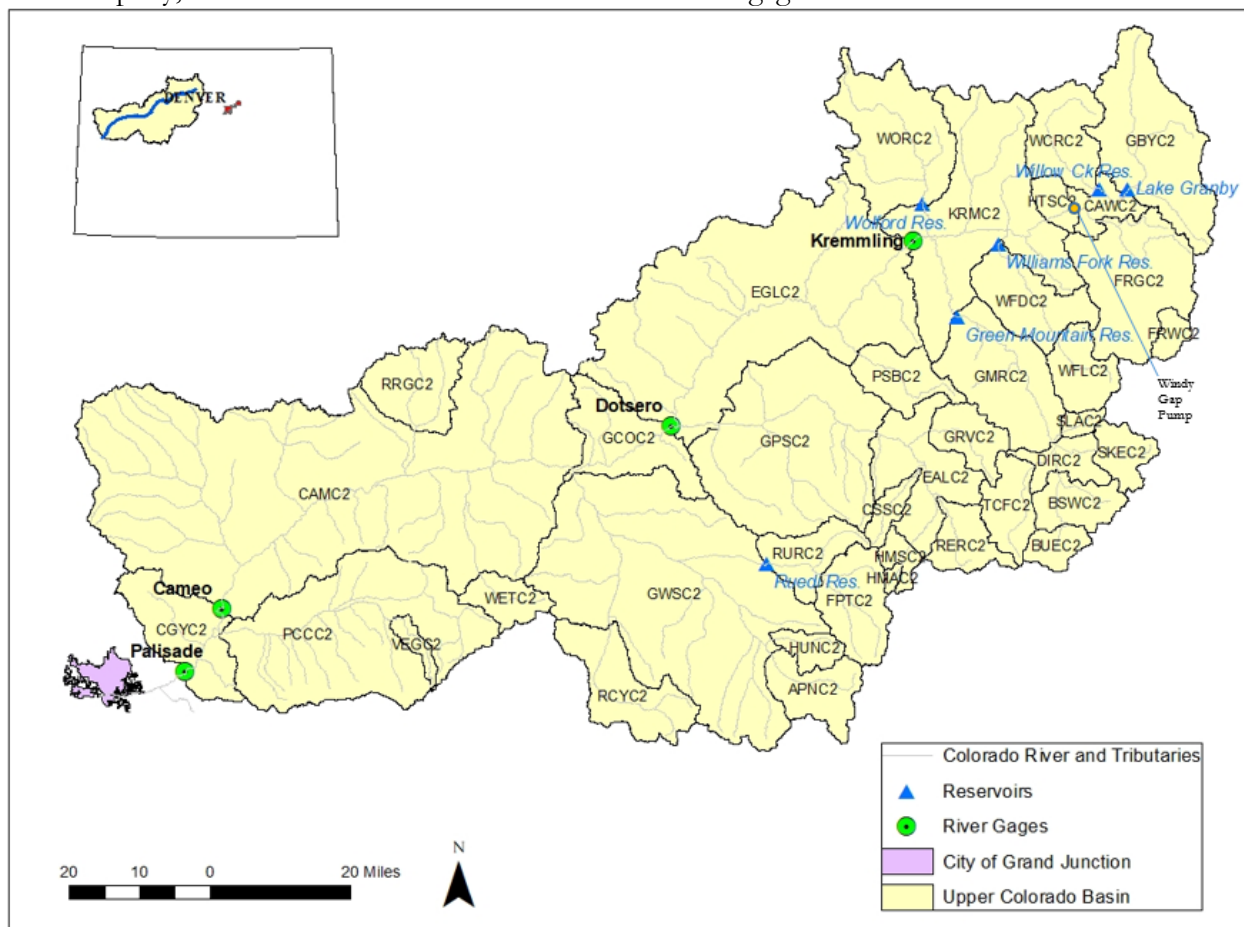 DENVER
WORC2
WCRC2
GBYC2
Willow Ck Res.
Lake Granby
HTSC2
CAWC2
KRMC2
Wolford Res.
Kremmling
Williams Fork Res.
FRGC2
EGLC2
WFDC2
Green Mountain Res.
FRWC2
RRGC2
PSBC2
GMRC2
WFLC2
Windy
Gap
Pump
Dotsero
SLAC2
GCOC2
GPSC2
GRVC2
DIRC2
SKEC2
EALC2
CAMC2
CSSC2
TCFC2
BSWC2
RURC2
HMSC2
RERC2
BUEC2
Ruedi Res.
HMAC2
Cameo
WETC2
GWSC2
FPTC2
CGYC2
PCCC2
VEGC2
HUNC2
Palisade
RCYC2
APNC2
Colorado River and Tributaries
Reservoirs
River Gages
City of Grand Junction
Upper Colorado Basin
N
20 10 0 20 Miles